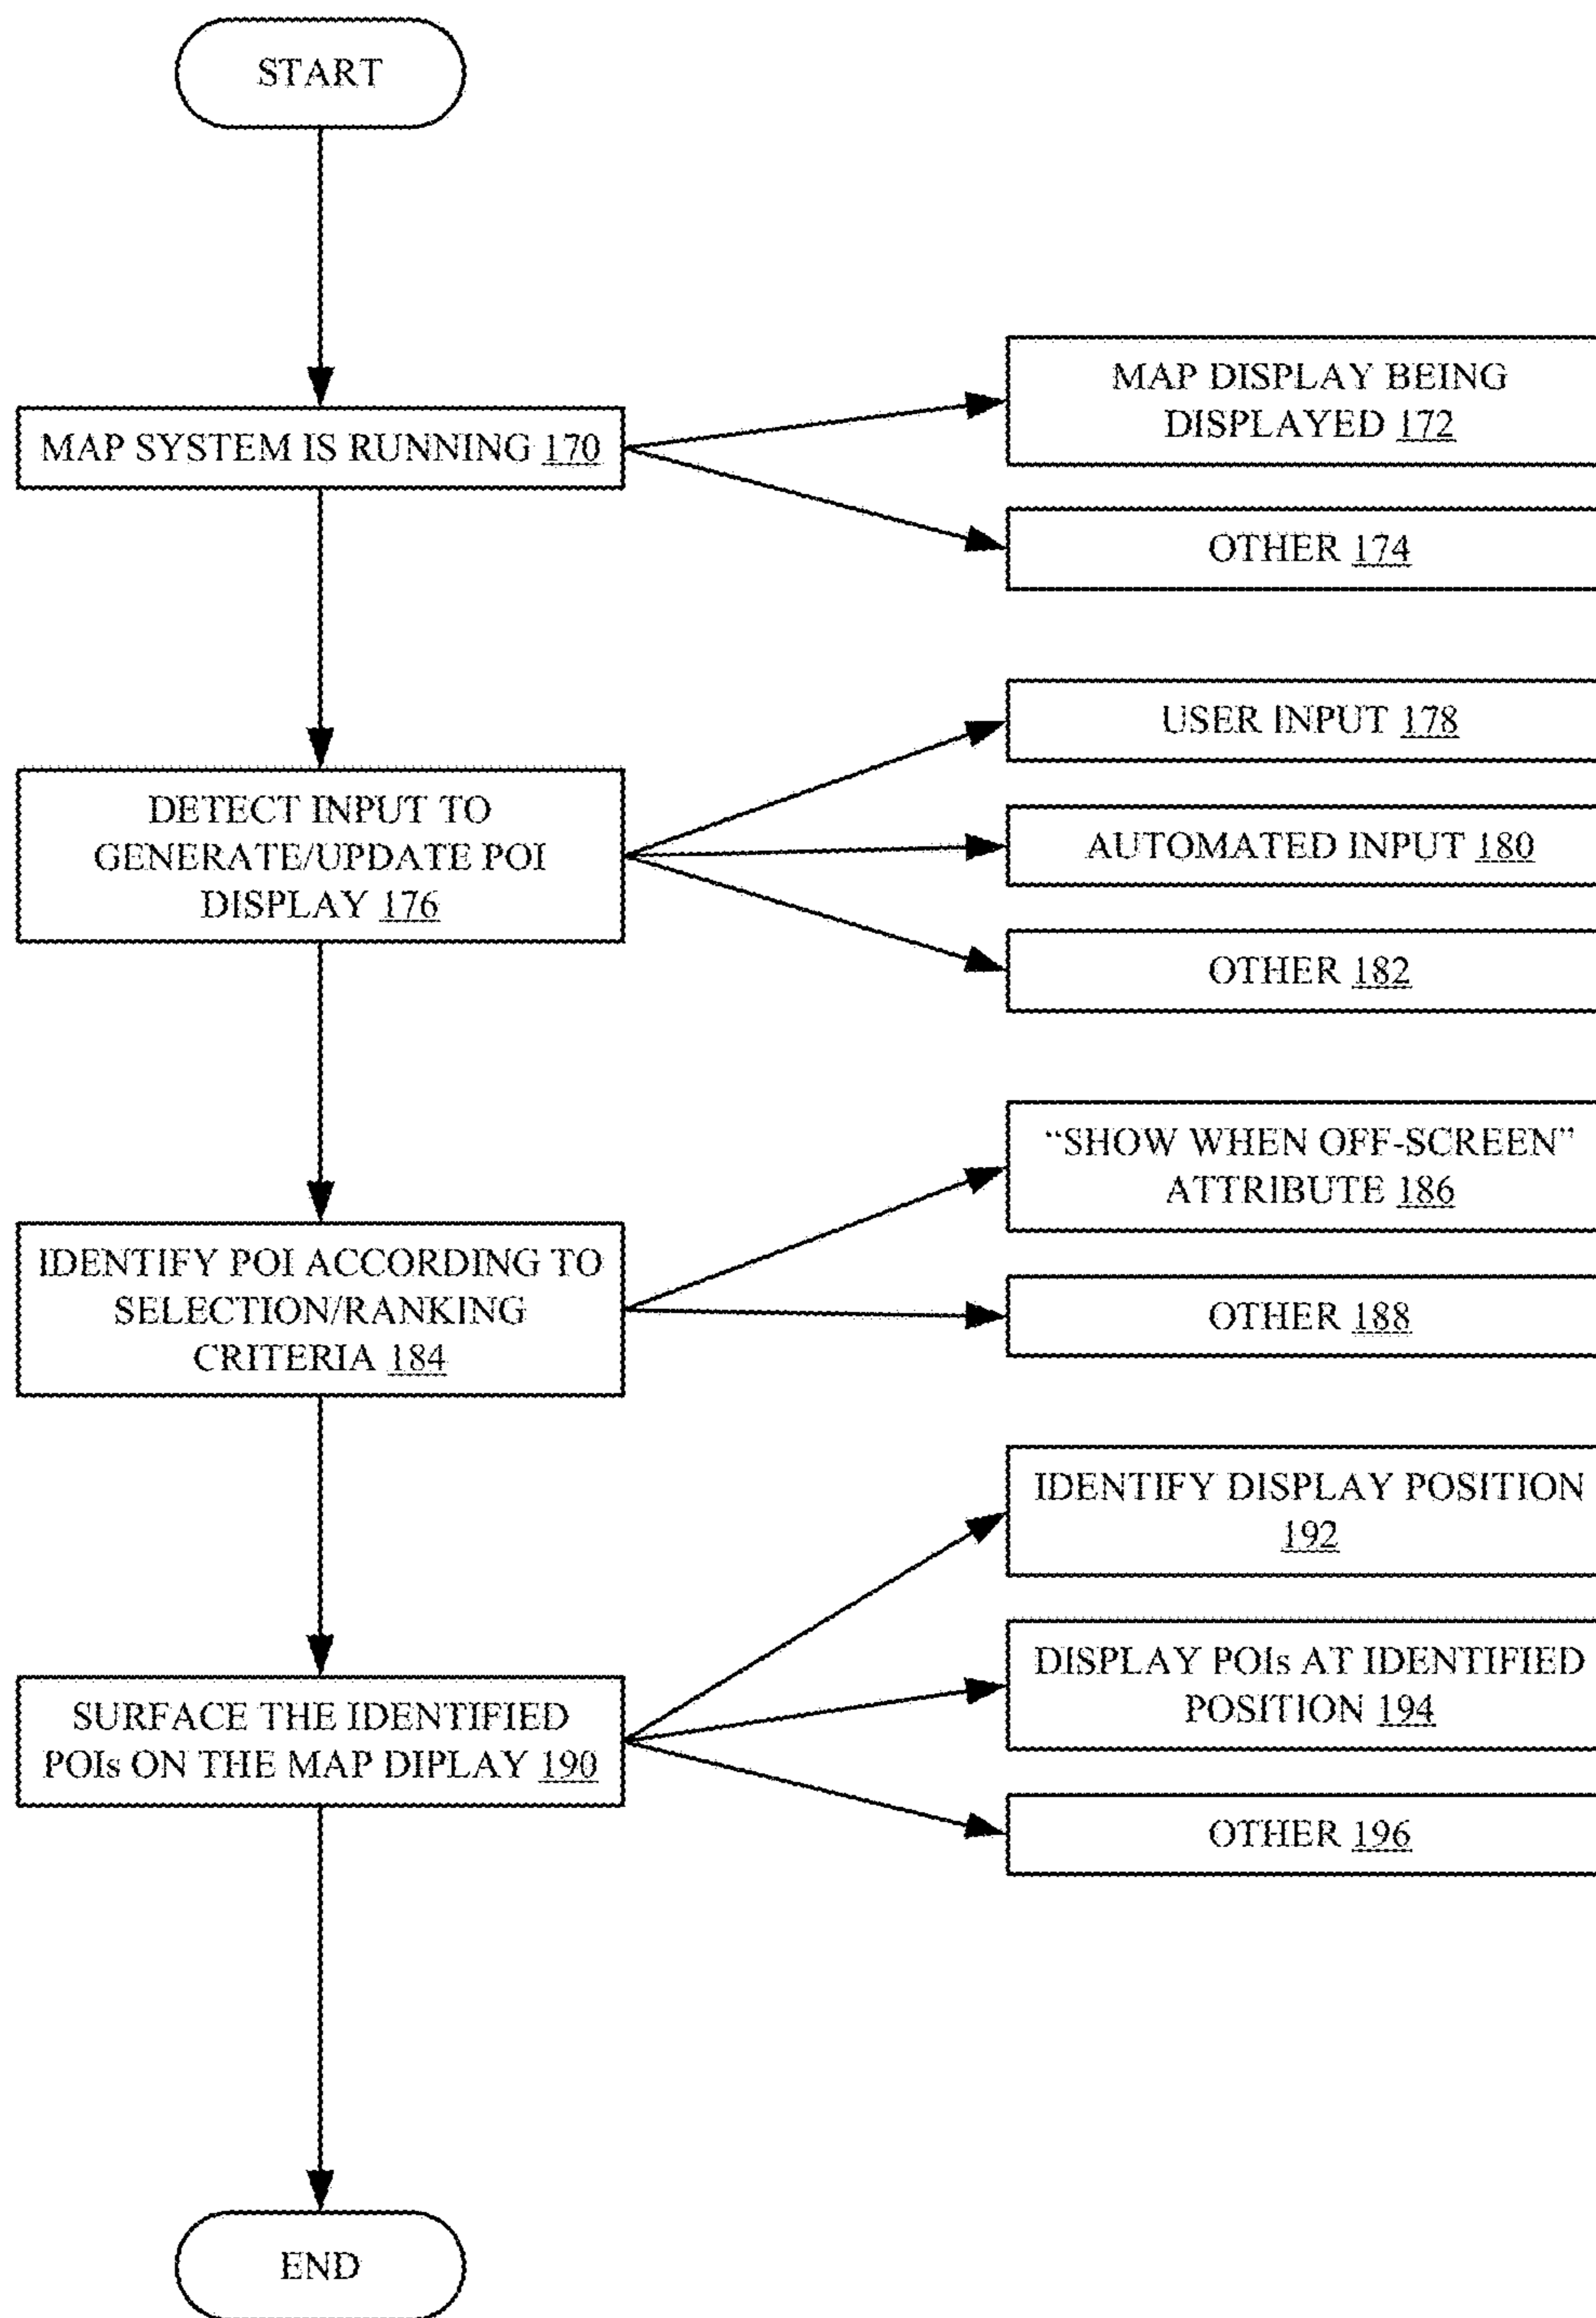 START
MAP SYSTEM IS RUNNING 170
MAP DISPLAY BEING
DISPLAYED 172
OTHER 174
DETECT INPUT TO
GENERATE/UPDATE POI
DISPLAY 176
USER INPUT 178
AUTOMATED INPUT 180
OTHER 182
IDENTIFY POI ACCORDING TO
SELECTION/RANKING
CRITERIA 184
“SHOW WHEN OFF-SCREEN”
ATTRIBUTE 186
OTHER 188
SURFACE THE IDENTIFIED
POIs ON THE MAP DIPLAY 190
IDENTIFY DISPLAY POSITION
192
DISPLAY POIs AT IDENTIFIED
POSITION 194
OTHER 196
END